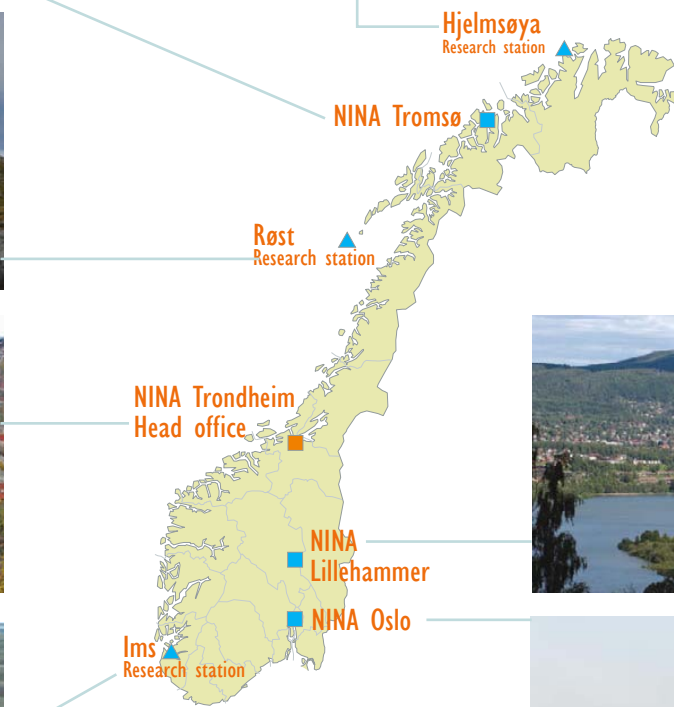 Hjelmsøya
Research station
NINA Tromsø
Røst
Research station
NINA Trondheim
Head office
NINA
Lillehammer
NINA Oslo
Ims
Research station